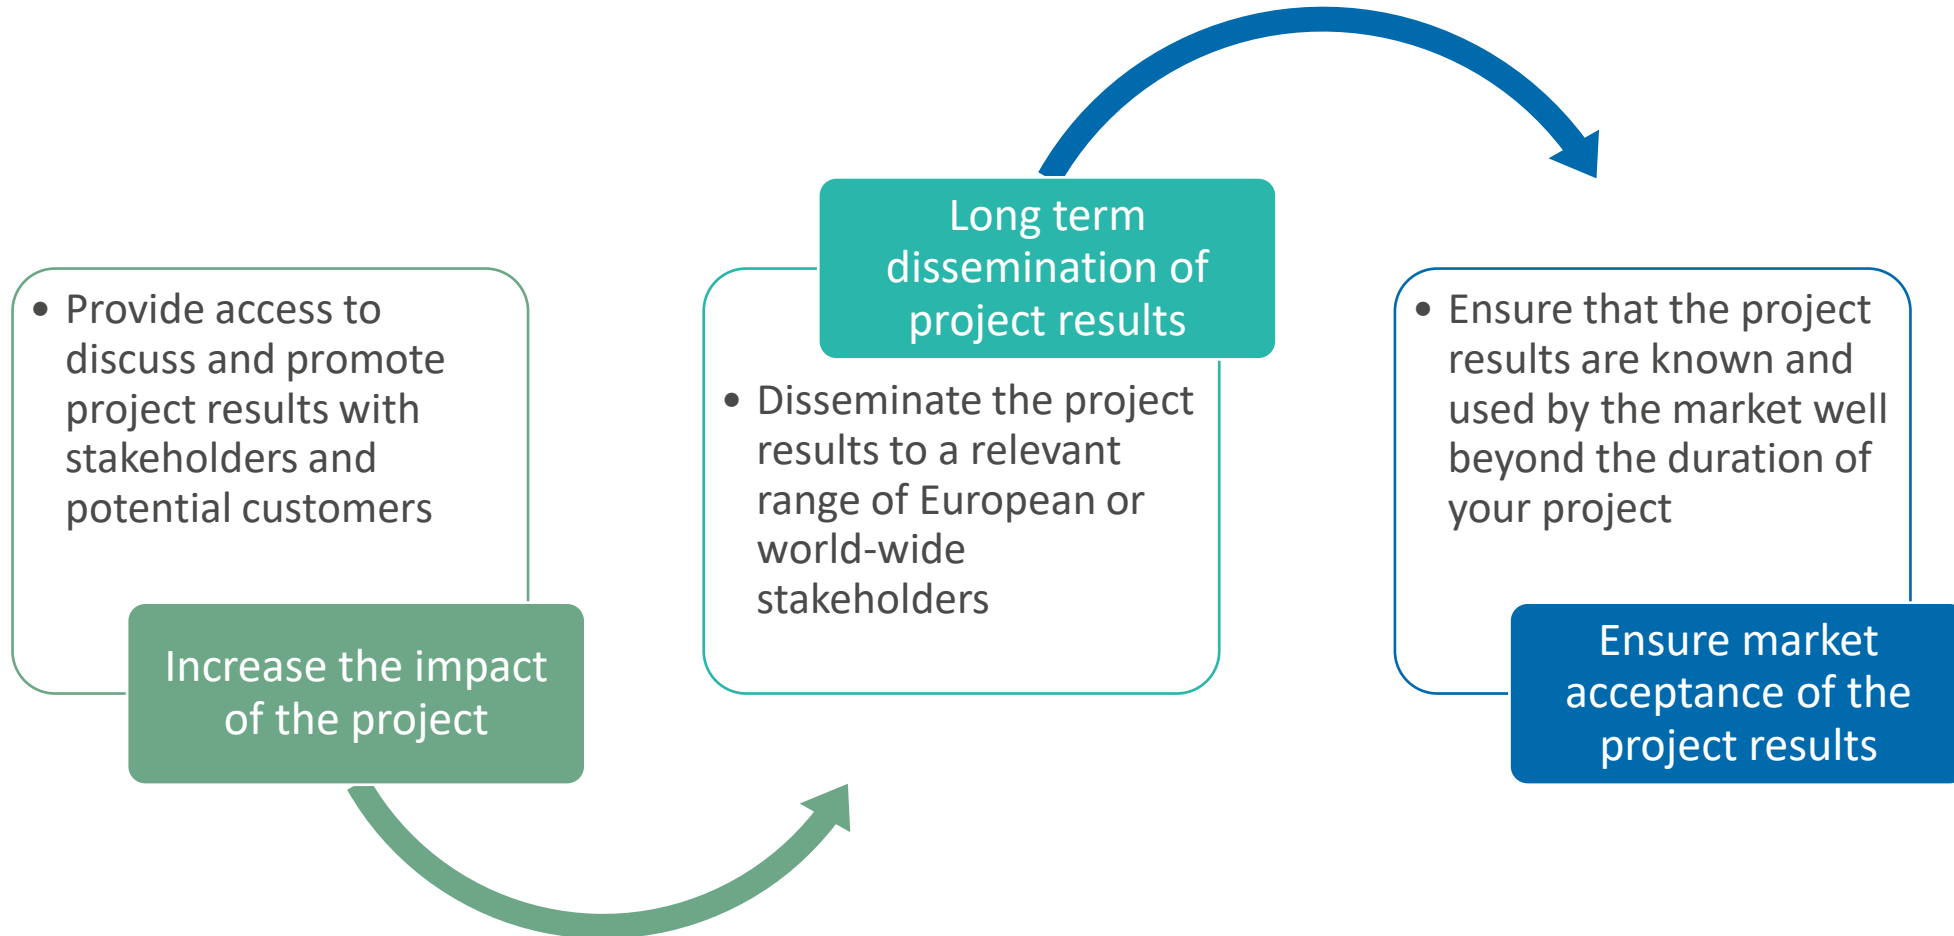 • Provide access to
discuss and promote
project results with
stakeholders and
potential customers
Increase the impact
of the project
Long term
dissemination of
project results
• Disseminate the project
results to a relevant
range of European or
world-wide
stakeholders
• Ensure that the project
results are known and
used by the market well
beyond the duration of
your project
Ensure market
acceptance of the
project results